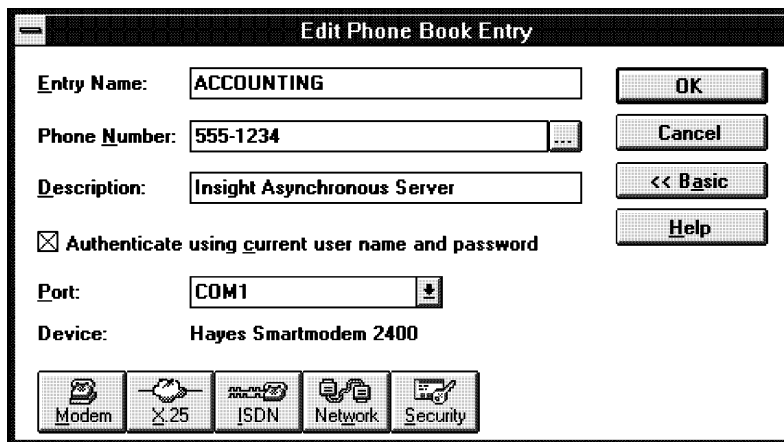 Edit Phone Book Entry
Entry Name: ACCOUNTING
OK
Phone Number: 555-1234 ...
Cancel
Description: Insight Asynchronous Server
<< Basic
Help
Authenticate using current user name and password
Port: COM1
Device: Hayes Smartmodem 2400
Modem X.25 ISDN Network Security